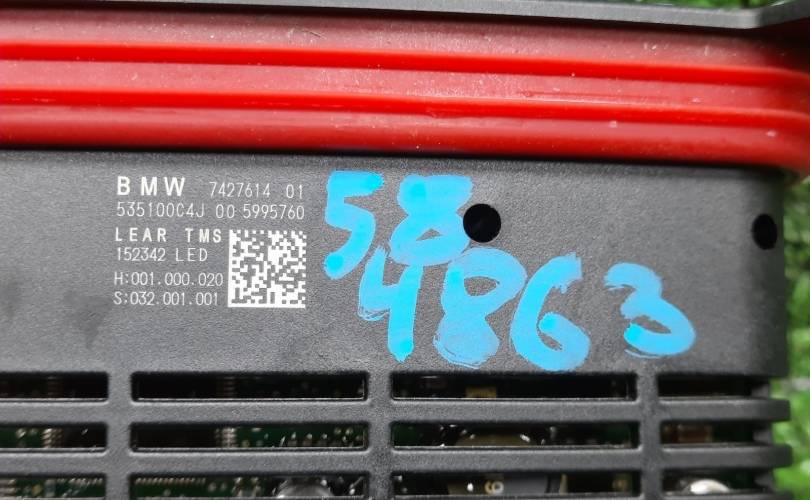 BMW 7427614 01
535100C4J 00 5995760
LEAR TMS
152342 LED
H:001.000.020
S:032.001.001
58
4863